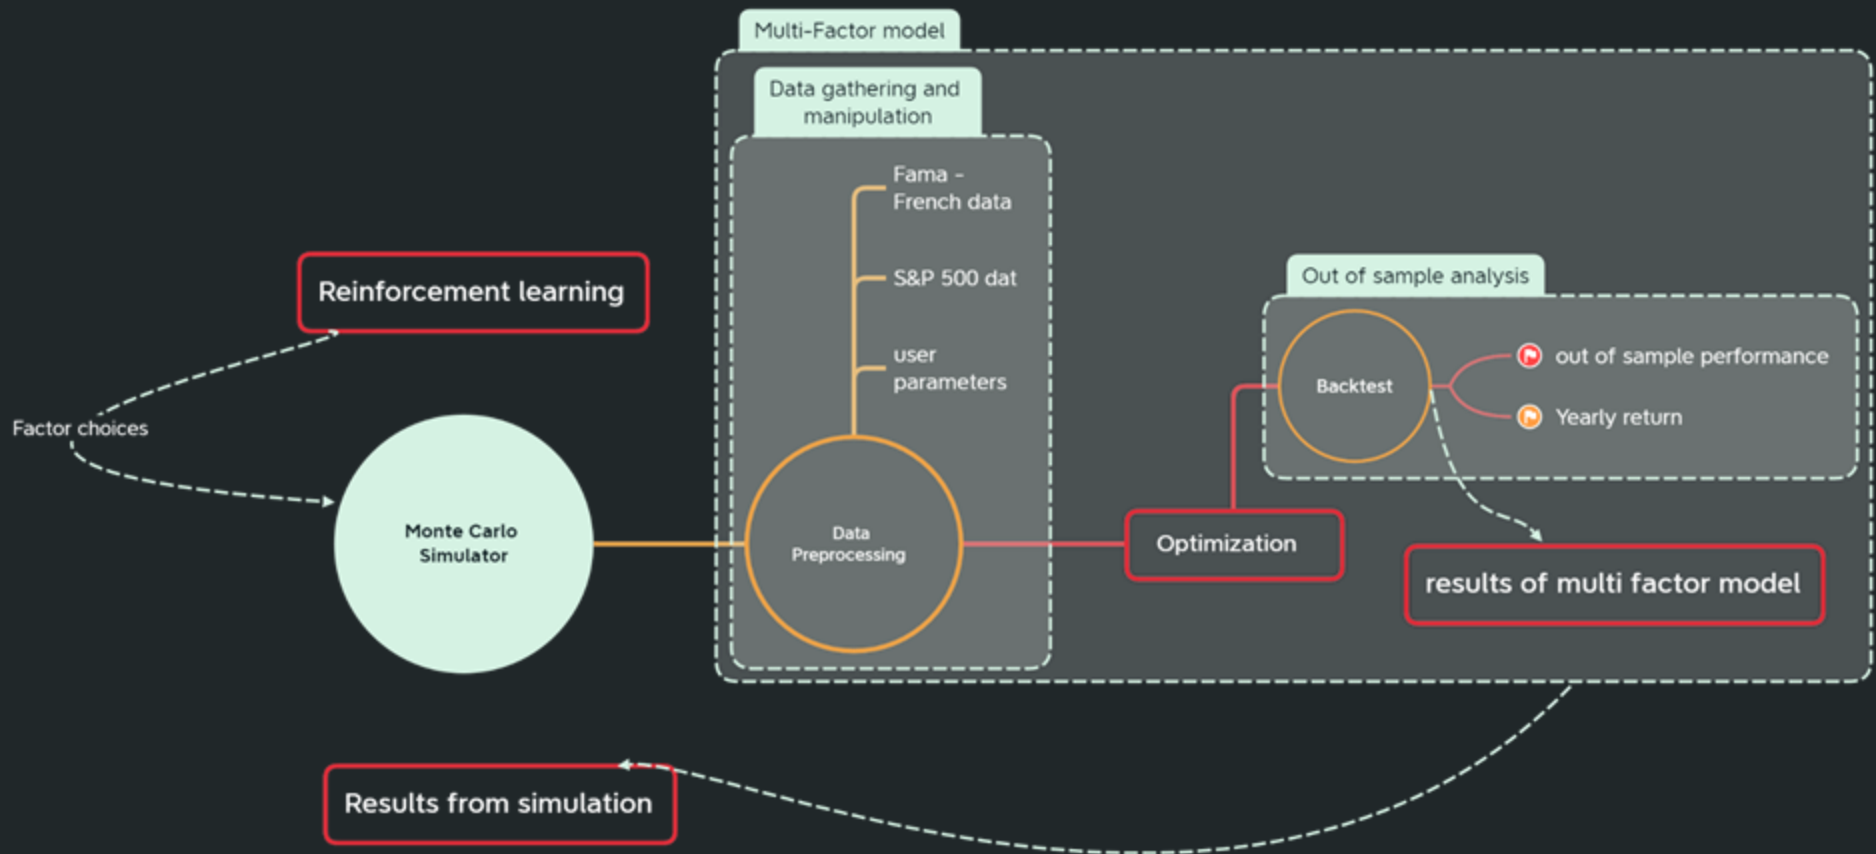 Multi-Factor model
Data gathering and
manipulation
Fama -
French data
S&P 500 dat
user
parameters
Reinforcement learning
Factor choices
Monte Carlo
Simulator
Data
Preprocessing
Optimization
Out of sample analysis
Backtest
out of sample performance
Yearly return
results of multi factor model
Results from simulation